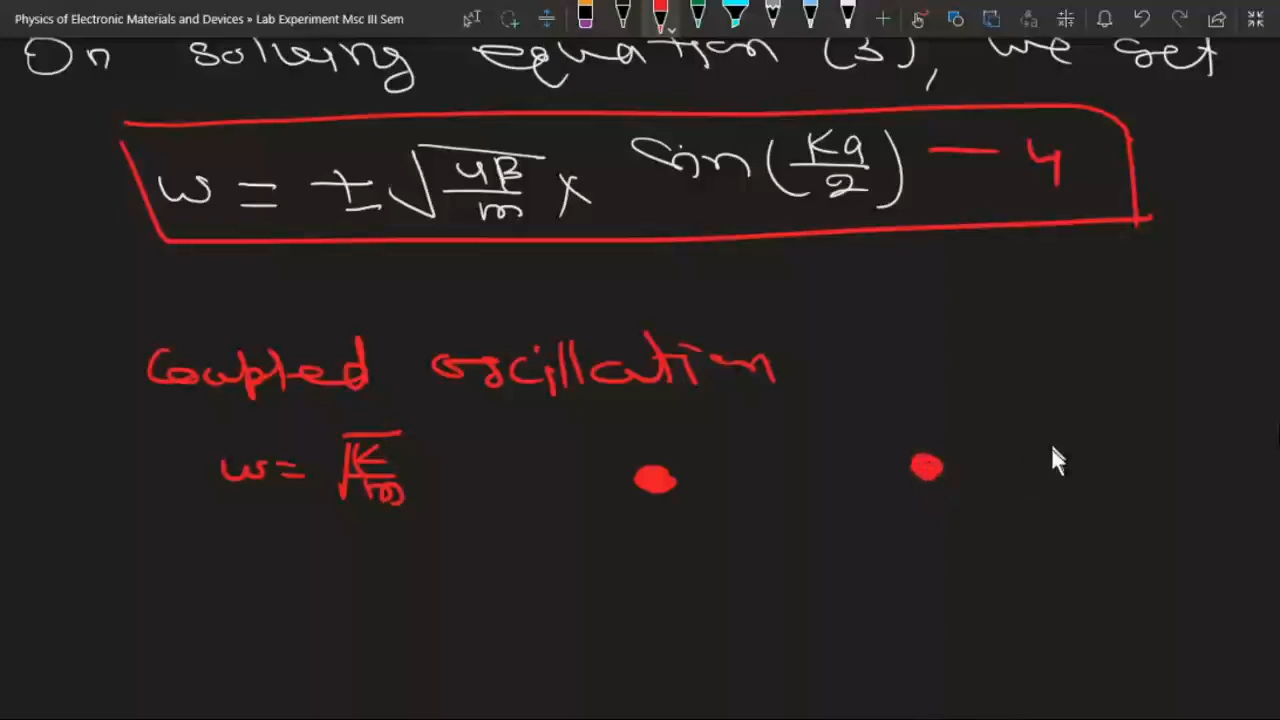 Physics of Electronic Materials and Devices » Lab Experiment Msc III Sem
On solving equation (3), we get
w = ±√(4β/m) × Sin(Ka/2) — 4
Coupled oscillation
w = √(K/m)